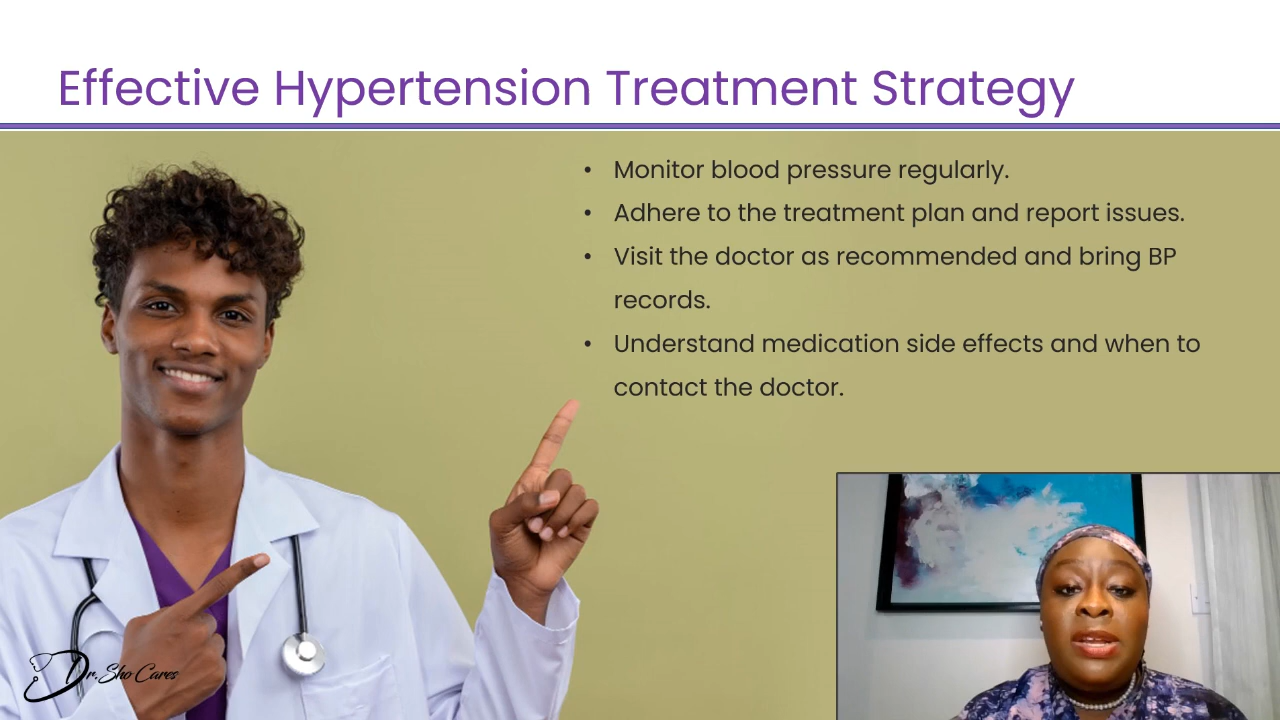 Effective Hypertension Treatment Strategy
• Monitor blood pressure regularly.
• Adhere to the treatment plan and report issues.
• Visit the doctor as recommended and bring BP
records.
• Understand medication side effects and when to
contact the doctor.
Dr. Sho Cares